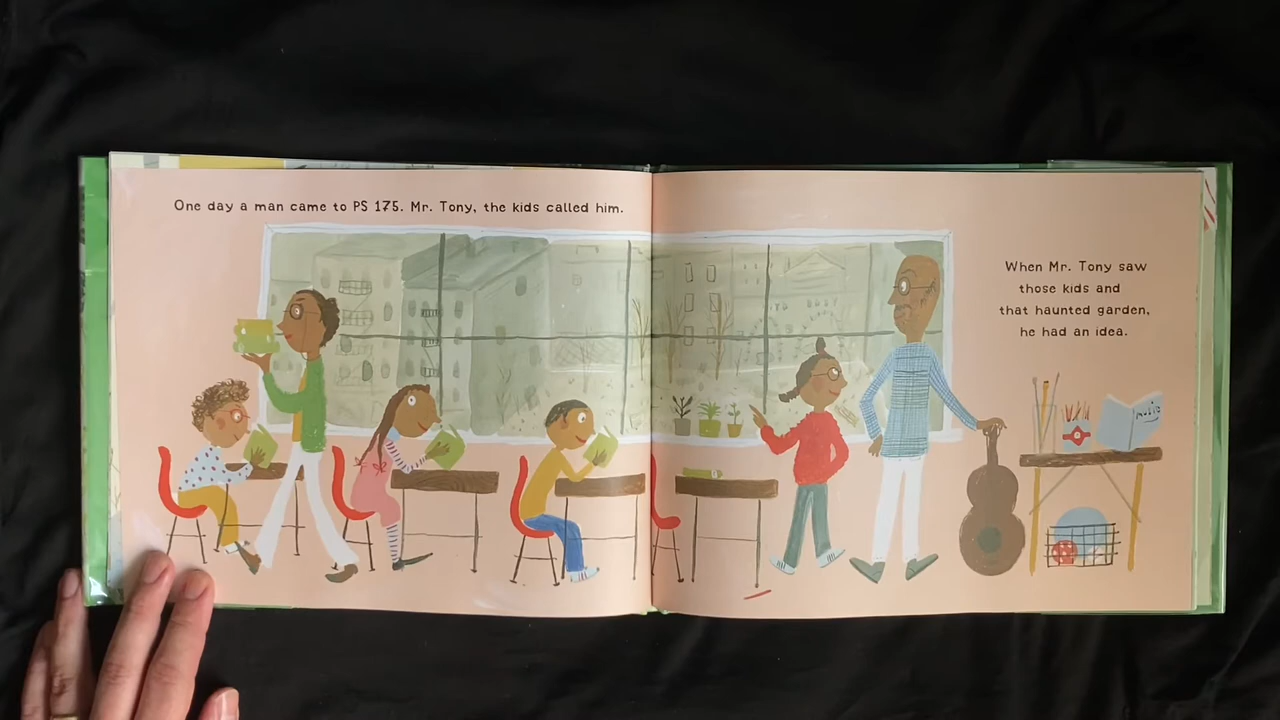 One day a man came to PS 175. Mr. Tony, the kids called him.
When Mr. Tony saw
those kids and
that haunted garden,
he had an idea.
music